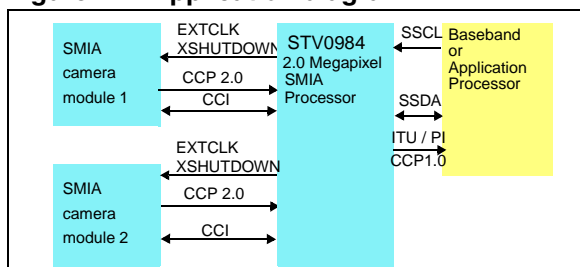 SMIA
camera
module 1
EXTCLK
XSHUTDOWN
CCP 2.0
CCI
STV0984
2.0 Megapixel
SMIA
Processor
SSCL
SSDA
ITU / PI
CCP1.0
Baseband
or
Application
Processor
SMIA
camera
module 2
EXTCLK
XSHUTDOWN
CCP 2.0
CCI